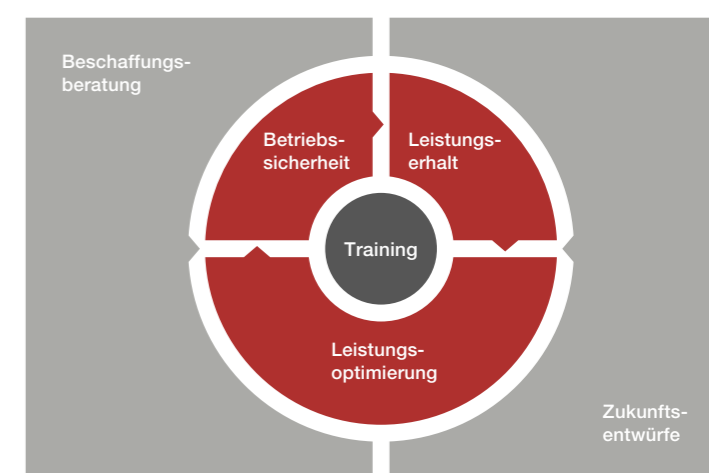 Beschaffungs-
beratung
Betriebs-
sicherheit
Leistungs-
erhalt
Training
Leistungs-
optimierung
Zukunfts-
entwürfe